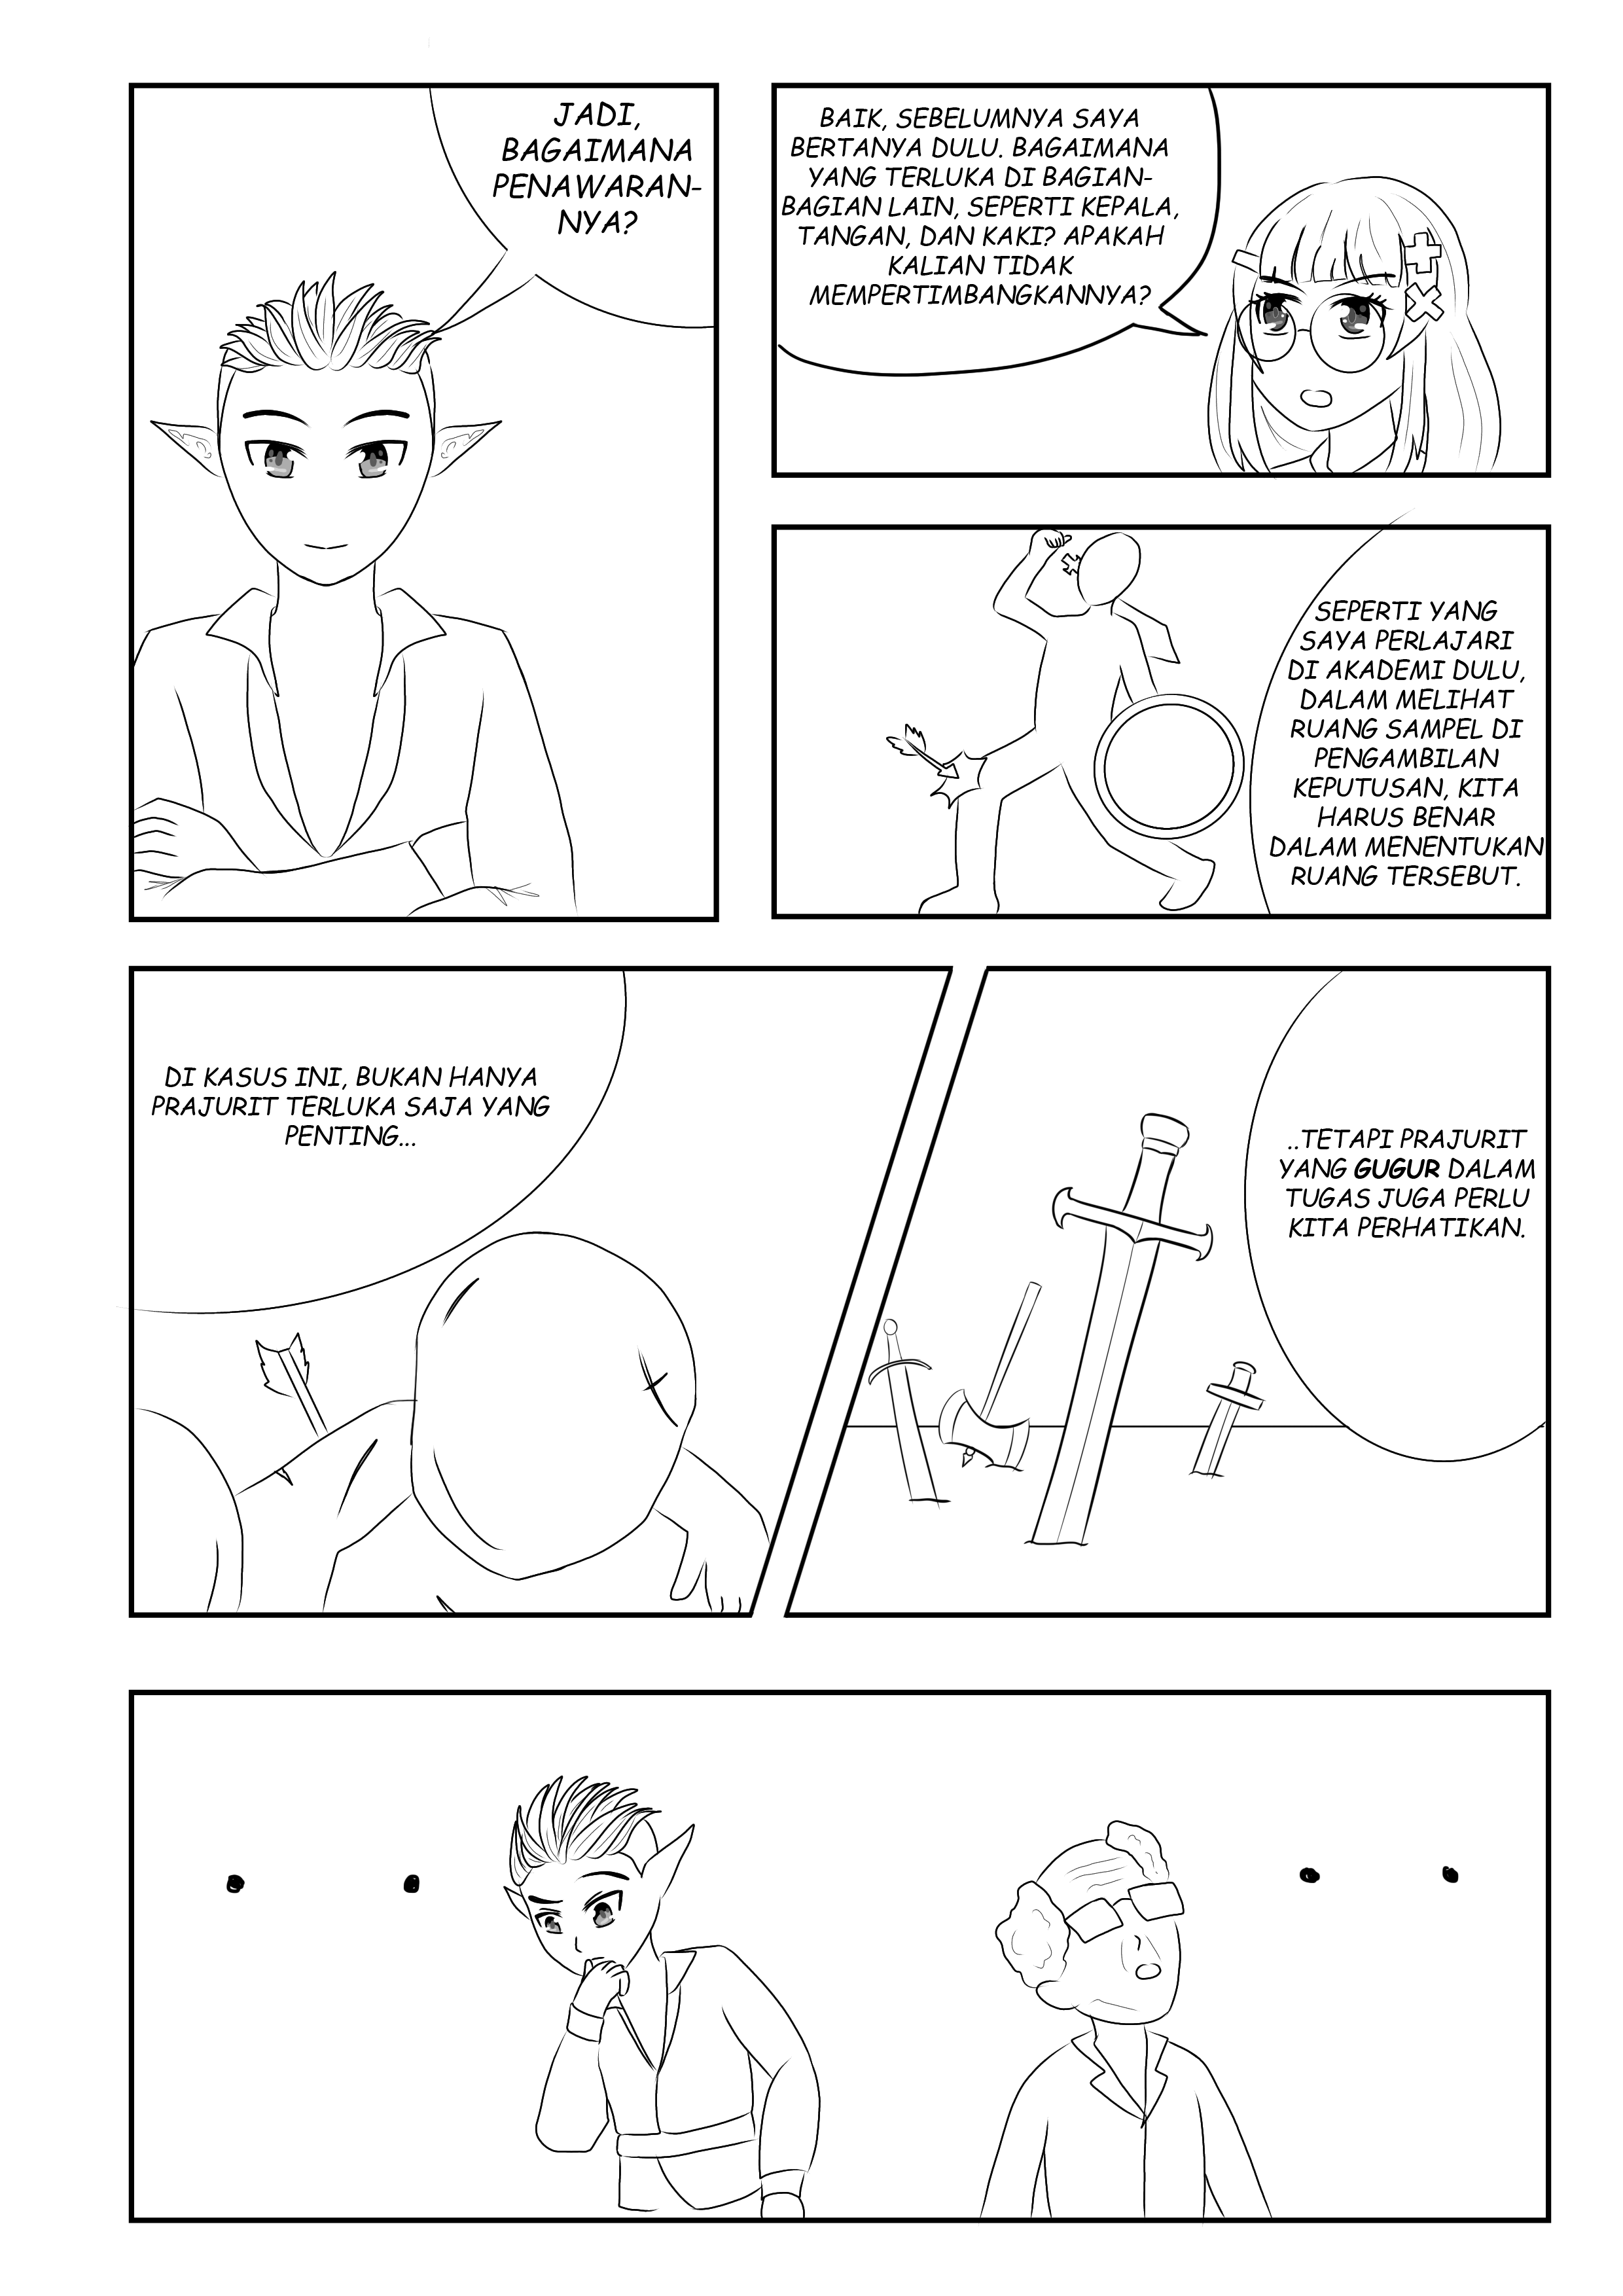 JADI,
BAGAIMANA
PENAWARAN-
NYA?
BAIK, SEBELUMNYA SAYA
BERTANYA DULU. BAGAIMANA
YANG TERLUKA DI BAGIAN-
BAGIAN LAIN, SEPERTI KEPALA,
TANGAN, DAN KAKI? APAKAH
KALIAN TIDAK
MEMPERTIMBANGKANNYA?
SEPERTI YANG
SAYA PERLAJARI
DI AKADEMI DULU,
DALAM MELIHAT
RUANG SAMPEL DI
PENGAMBILAN
KEPUTUSAN, KITA
HARUS BENAR
DALAM MENENTUKAN
RUANG TERSEBUT.
DI KASUS INI, BUKAN HANYA
PRAJURIT TERLUKA SAJA YANG
PENTING...
..TETAPI PRAJURIT
YANG GUGUR DALAM
TUGAS JUGA PERLU
KITA PERHATIKAN.